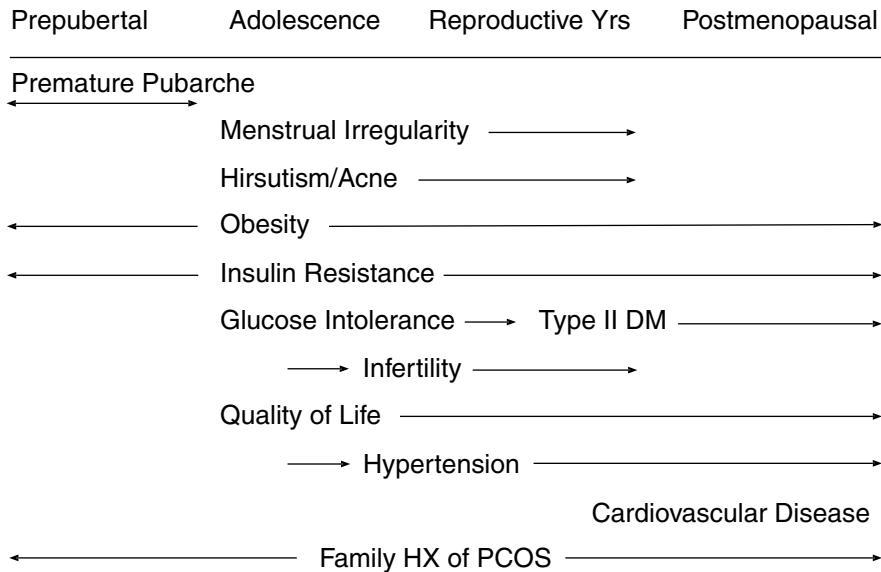 Prepubertal Adolescence Reproductive Yrs Postmenopausal
Premature Pubarche
Menstrual Irregularity
Hirsutism/Acne
Obesity
Insulin Resistance
Glucose Intolerance Type II DM
Infertility
Quality of Life
Hypertension
Cardiovascular Disease
Family HX of PCOS